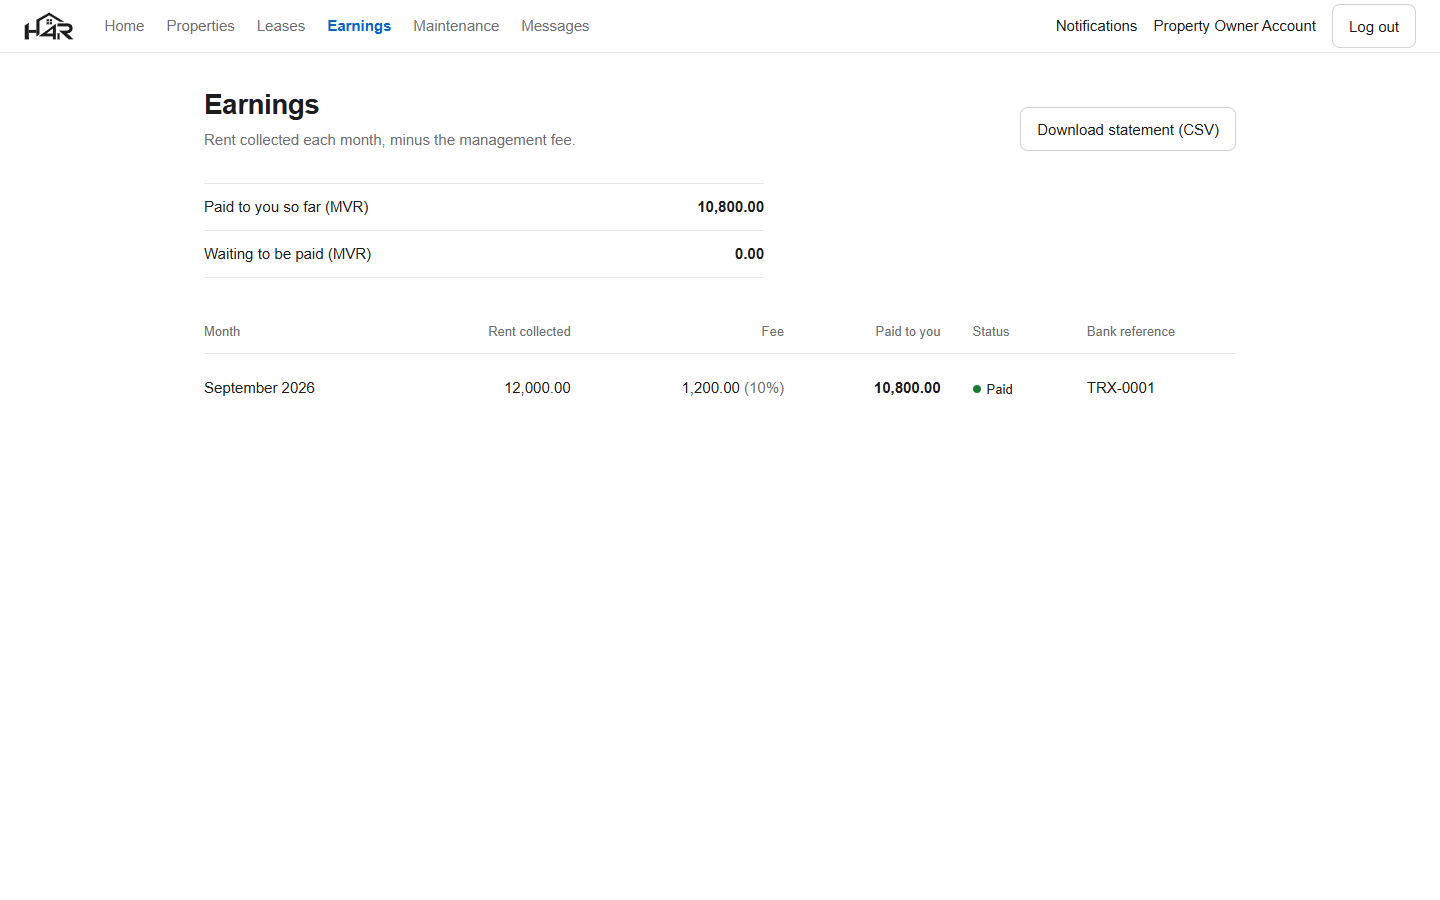 H4R
Home Properties Leases Earnings Maintenance Messages Notifications Property Owner Account Log out
Earnings
Rent collected each month, minus the management fee.
Download statement (CSV)
Paid to you so far (MVR) 10,800.00
Waiting to be paid (MVR) 0.00
Month Rent collected Fee Paid to you Status Bank reference
September 2026 12,000.00 1,200.00 (10%) 10,800.00 Paid TRX-0001